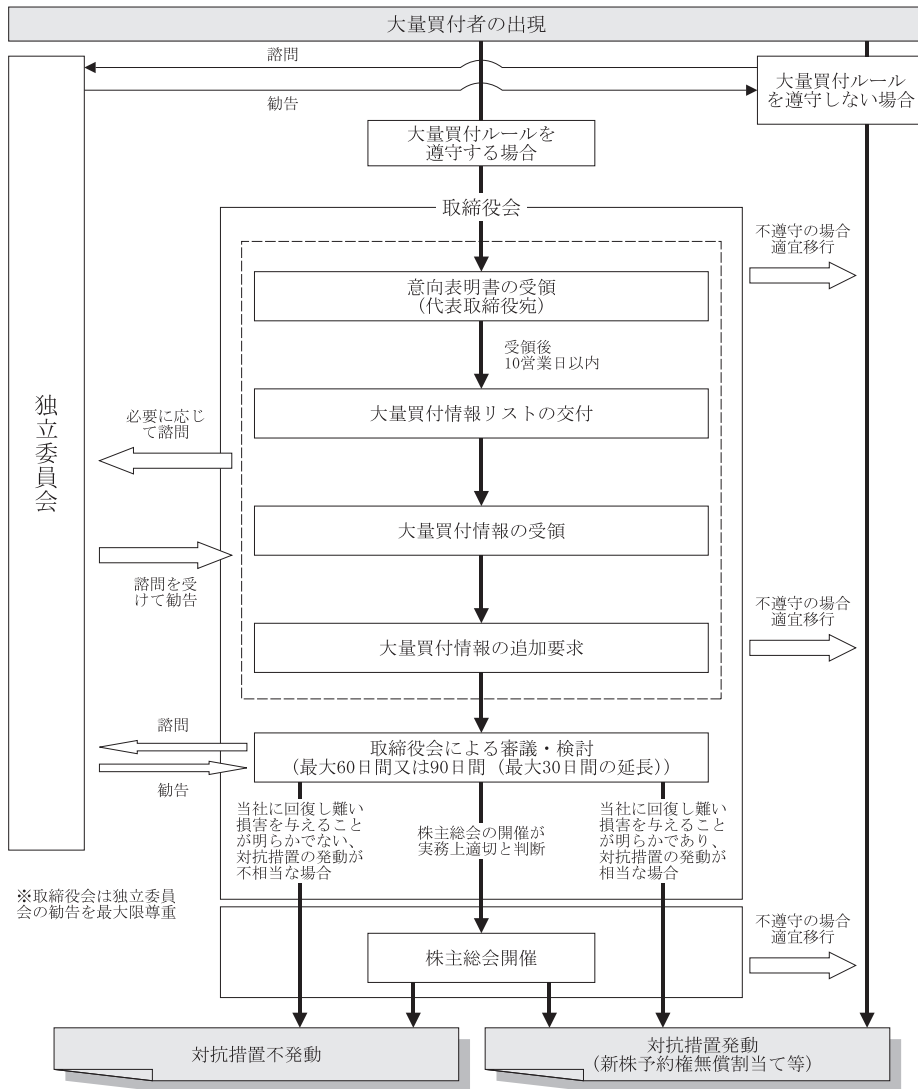 大量買付者の出現
諮問
勧告
大量買付ルール
を遵守しない場合
大量買付ルールを
遵守する場合
取締役会
不遵守の場合
適宜移行
意向表明書の受領
(代表取締役宛)
受領後
10営業日以内
独立委員会
必要に応じ
て諮問
大量買付情報リストの交付
大量買付情報の受領
諮問を受
けて勧告
不遵守の場合
適宜移行
大量買付情報の追加要求
諮問
勧告
取締役会による審議・検討
(最大60日間又は90日間（最大30日間の延長))
当社に回復し難い
損害を与えること
が明らかでない、
対抗措置の発動が
不相当な場合
株主総会の開催が
実務上適切と判断
当社に回復し難い
損害を与えること
が明らかであり、
対抗措置の発動が
相当な場合
※取締役会は独立委員
会の勧告を最大限尊重
不遵守の場合
適宜移行
株主総会開催
対抗措置不発動
対抗措置発動
(新株予約権無償割当て等)